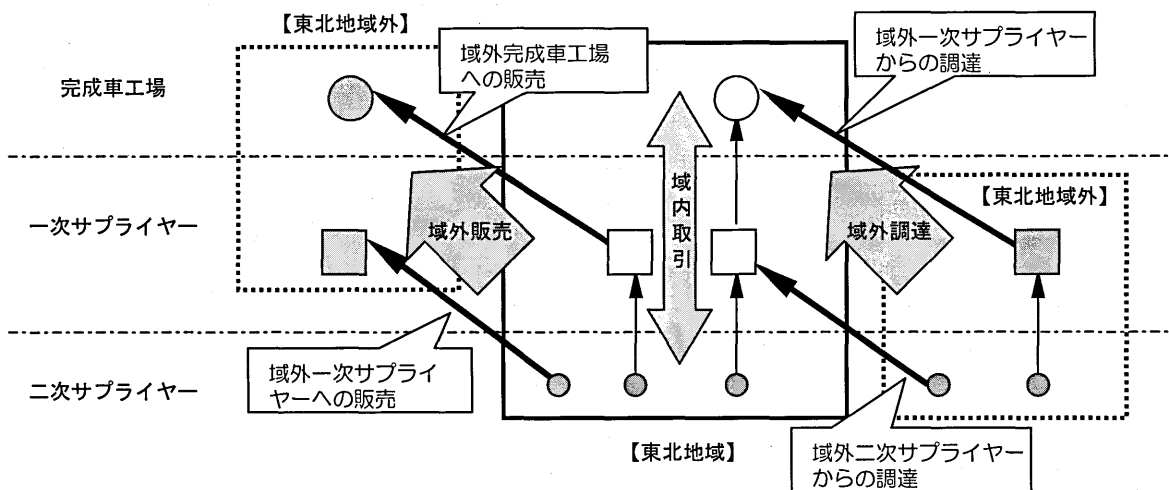 【東北地域外】
域外完成車工場
への販売
域外一次サプライヤー
からの調達
完成車工場
域内取引
【東北地域外】
一次サプライヤー
域外販売
域外調達
二次サプライヤー
域外一次サプライ
ヤーへの販売
【東北地域】
域外二次サプライヤー
からの調達